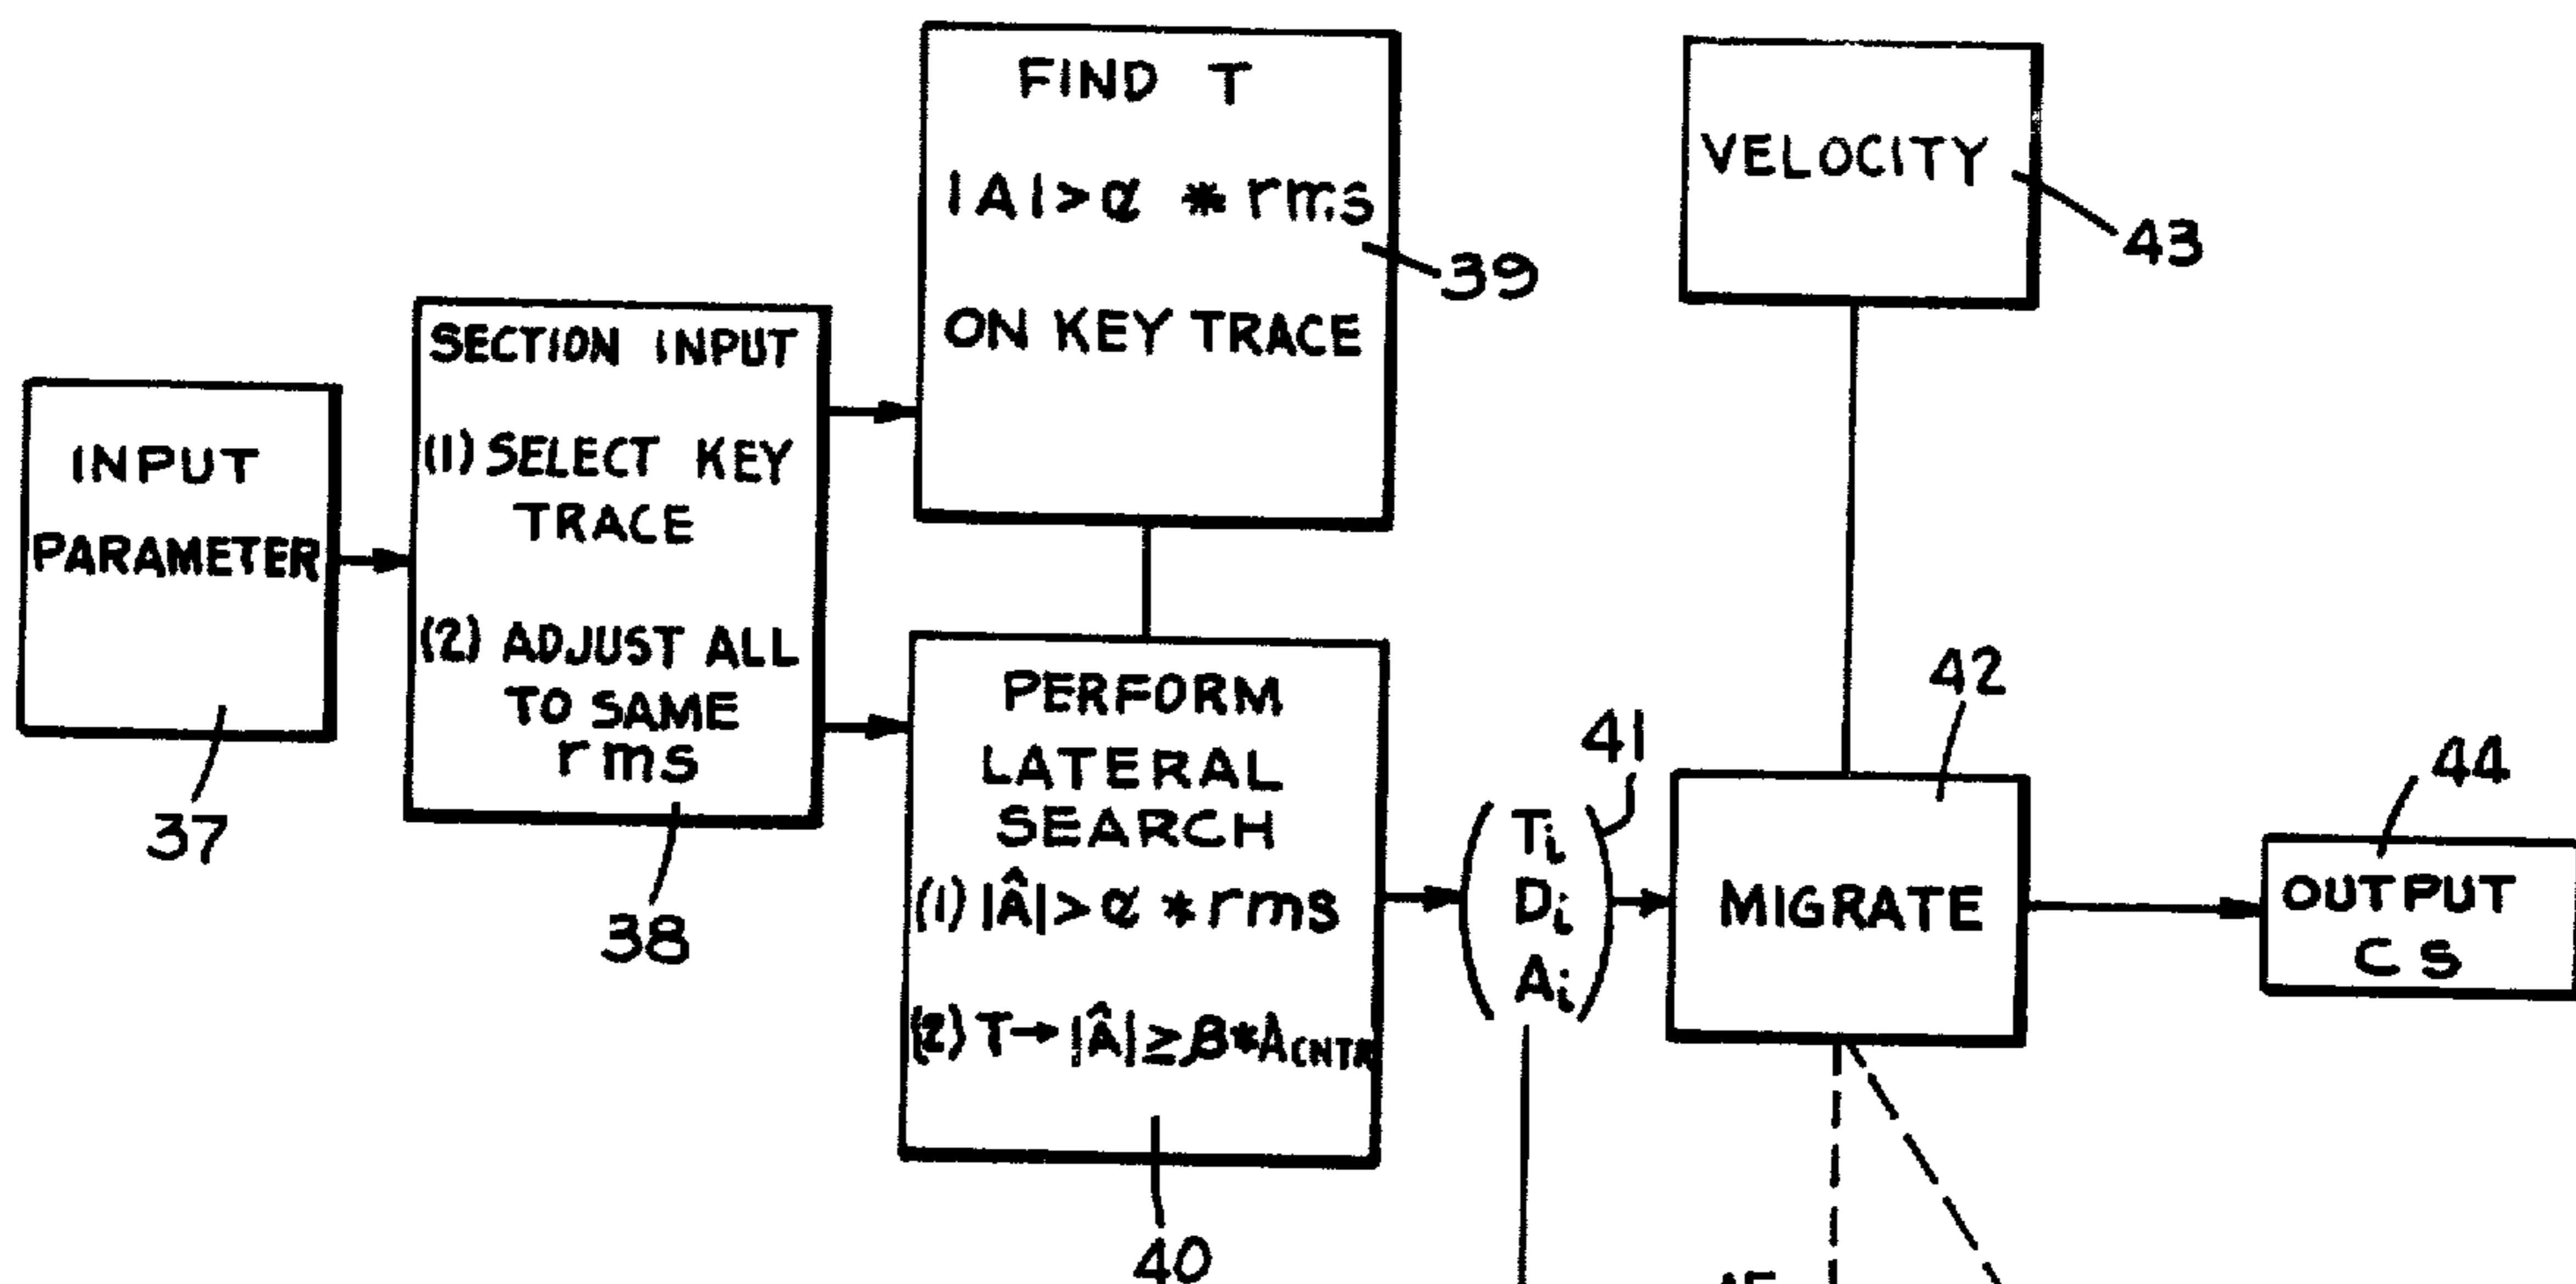 INPUT
PARAMETER
37
SECTION INPUT
(1) SELECT KEY
TRACE
(2) ADJUST ALL
TO SAME
rms
38
FIND T
|A|>α * rms
ON KEY TRACE
39
PERFORM
LATERAL
SEARCH
(1) |Â|>α * rms
(2) T→|Â|≥β*ACNTR
40
Ti
Di
Ai
41
VELOCITY
43
MIGRATE
42
OUTPUT
CS
44